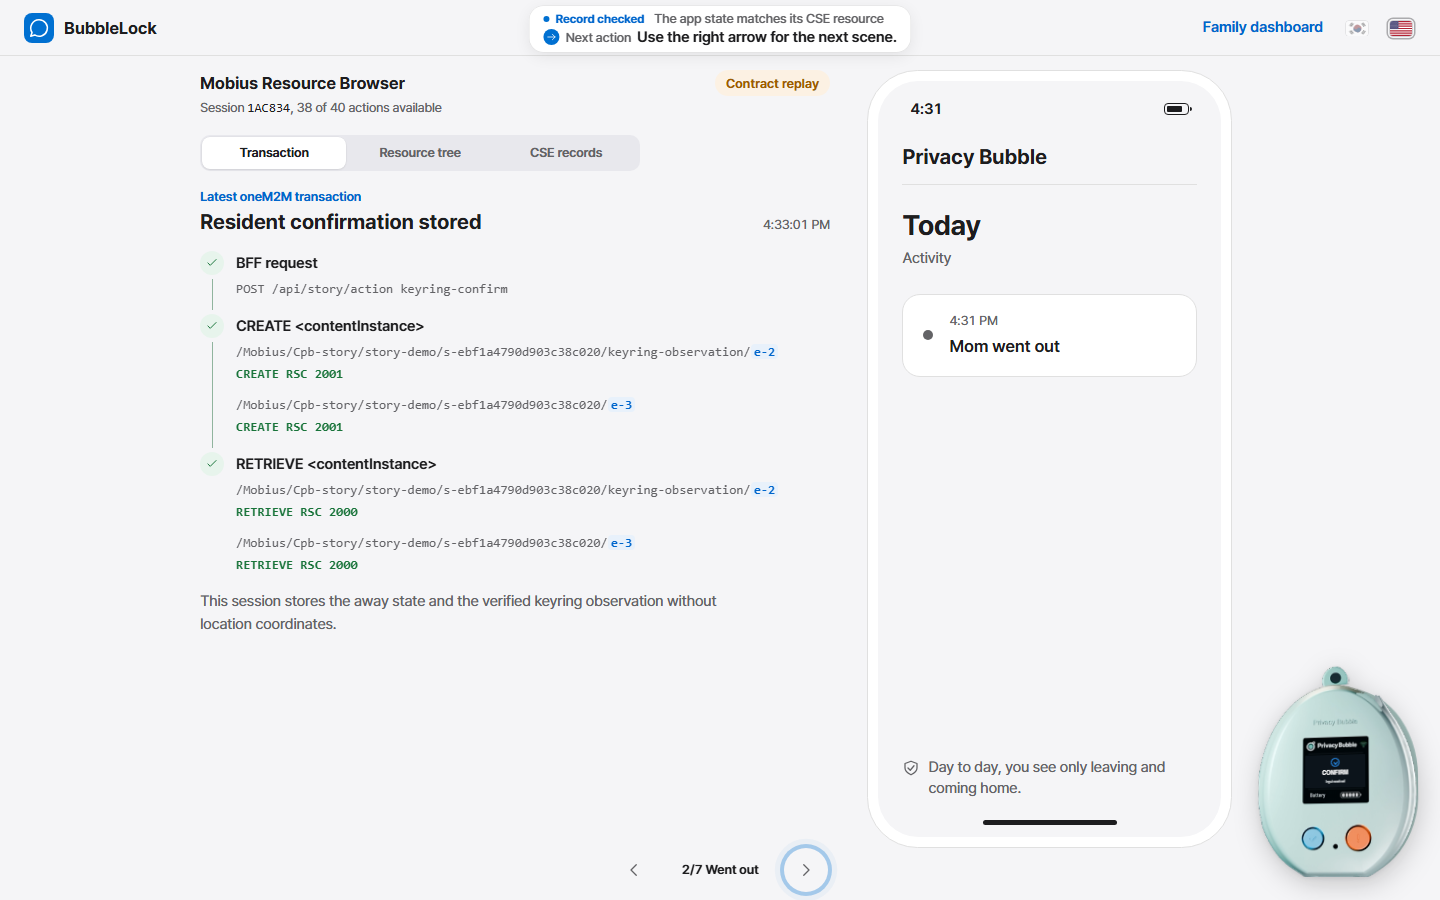 BubbleLock
Record checked The app state matches its CSE resource
Next action Use the right arrow for the next scene.
Family dashboard
Mobius Resource Browser
Contract replay
Session 1AC834, 38 of 40 actions available
Transaction
Resource tree
CSE records
Latest oneM2M transaction
Resident confirmation stored
4:33:01 PM
BFF request
POST /api/story/action keyring-confirm
CREATE <contentInstance>
/Mobius/Cpb-story/story-demo/s-ebf1a4790d903c38c020/keyring-observation/e-2
CREATE RSC 2001
/Mobius/Cpb-story/story-demo/s-ebf1a4790d903c38c020/e-3
CREATE RSC 2001
RETRIEVE <contentInstance>
/Mobius/Cpb-story/story-demo/s-ebf1a4790d903c38c020/keyring-observation/e-2
RETRIEVE RSC 2000
/Mobius/Cpb-story/story-demo/s-ebf1a4790d903c38c020/e-3
RETRIEVE RSC 2000
This session stores the away state and the verified keyring observation without
location coordinates.
4:31
Privacy Bubble
Today
Activity
4:31 PM
Mom went out
Day to day, you see only leaving and
coming home.
Privacy Bubble
Privacy Bubble
CONFIRM
Battery
2/7 Went out